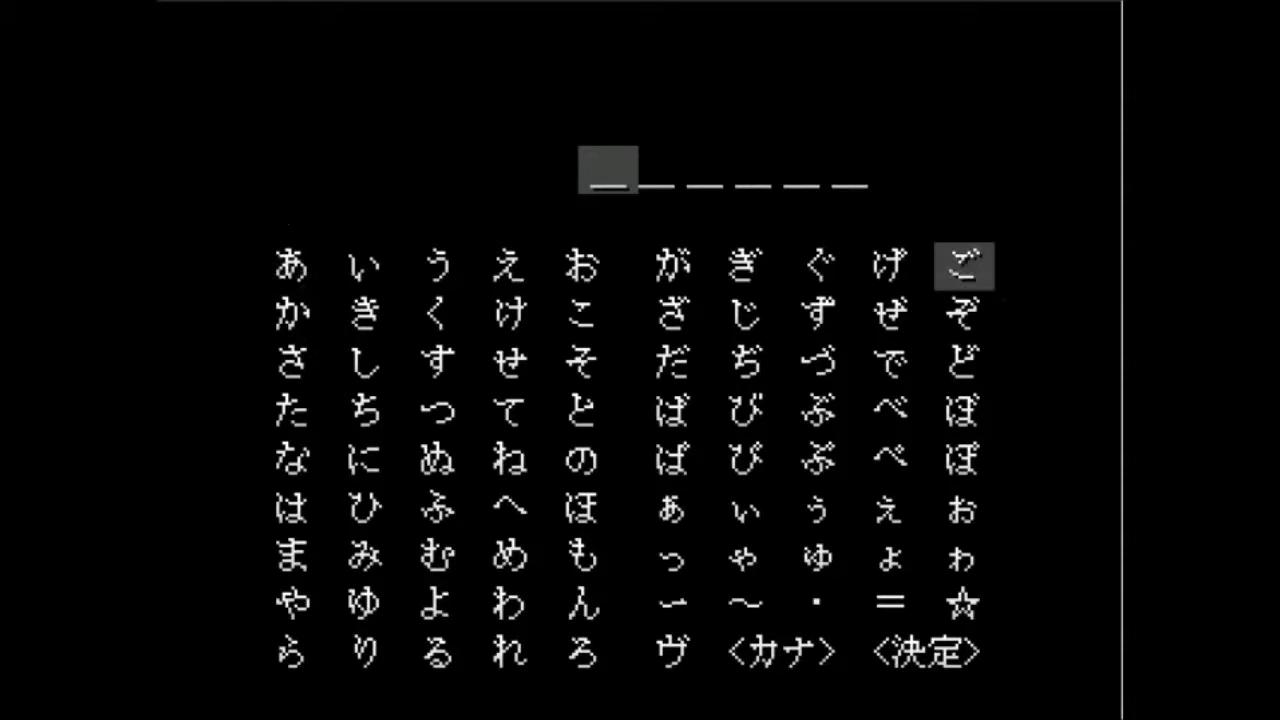 あ い う え お が ぎ ぐ げ ご
か き く け こ ざ じ ず ぜ ぞ
さ し す せ そ だ ぢ づ で ど
た ち つ て と ば び ぶ べ ぼ
な に ぬ ね の ぱ ぴ ぷ ぺ ぽ
は ひ ふ へ ほ ぁ ぃ ぅ ぇ ぉ
ま み む め も っ ゃ ゅ ょ ゎ
や ゆ よ わ ん ー ～ ・ ＝ ☆
ら り る れ ろ ヴ 〈カナ〉 〈決定〉